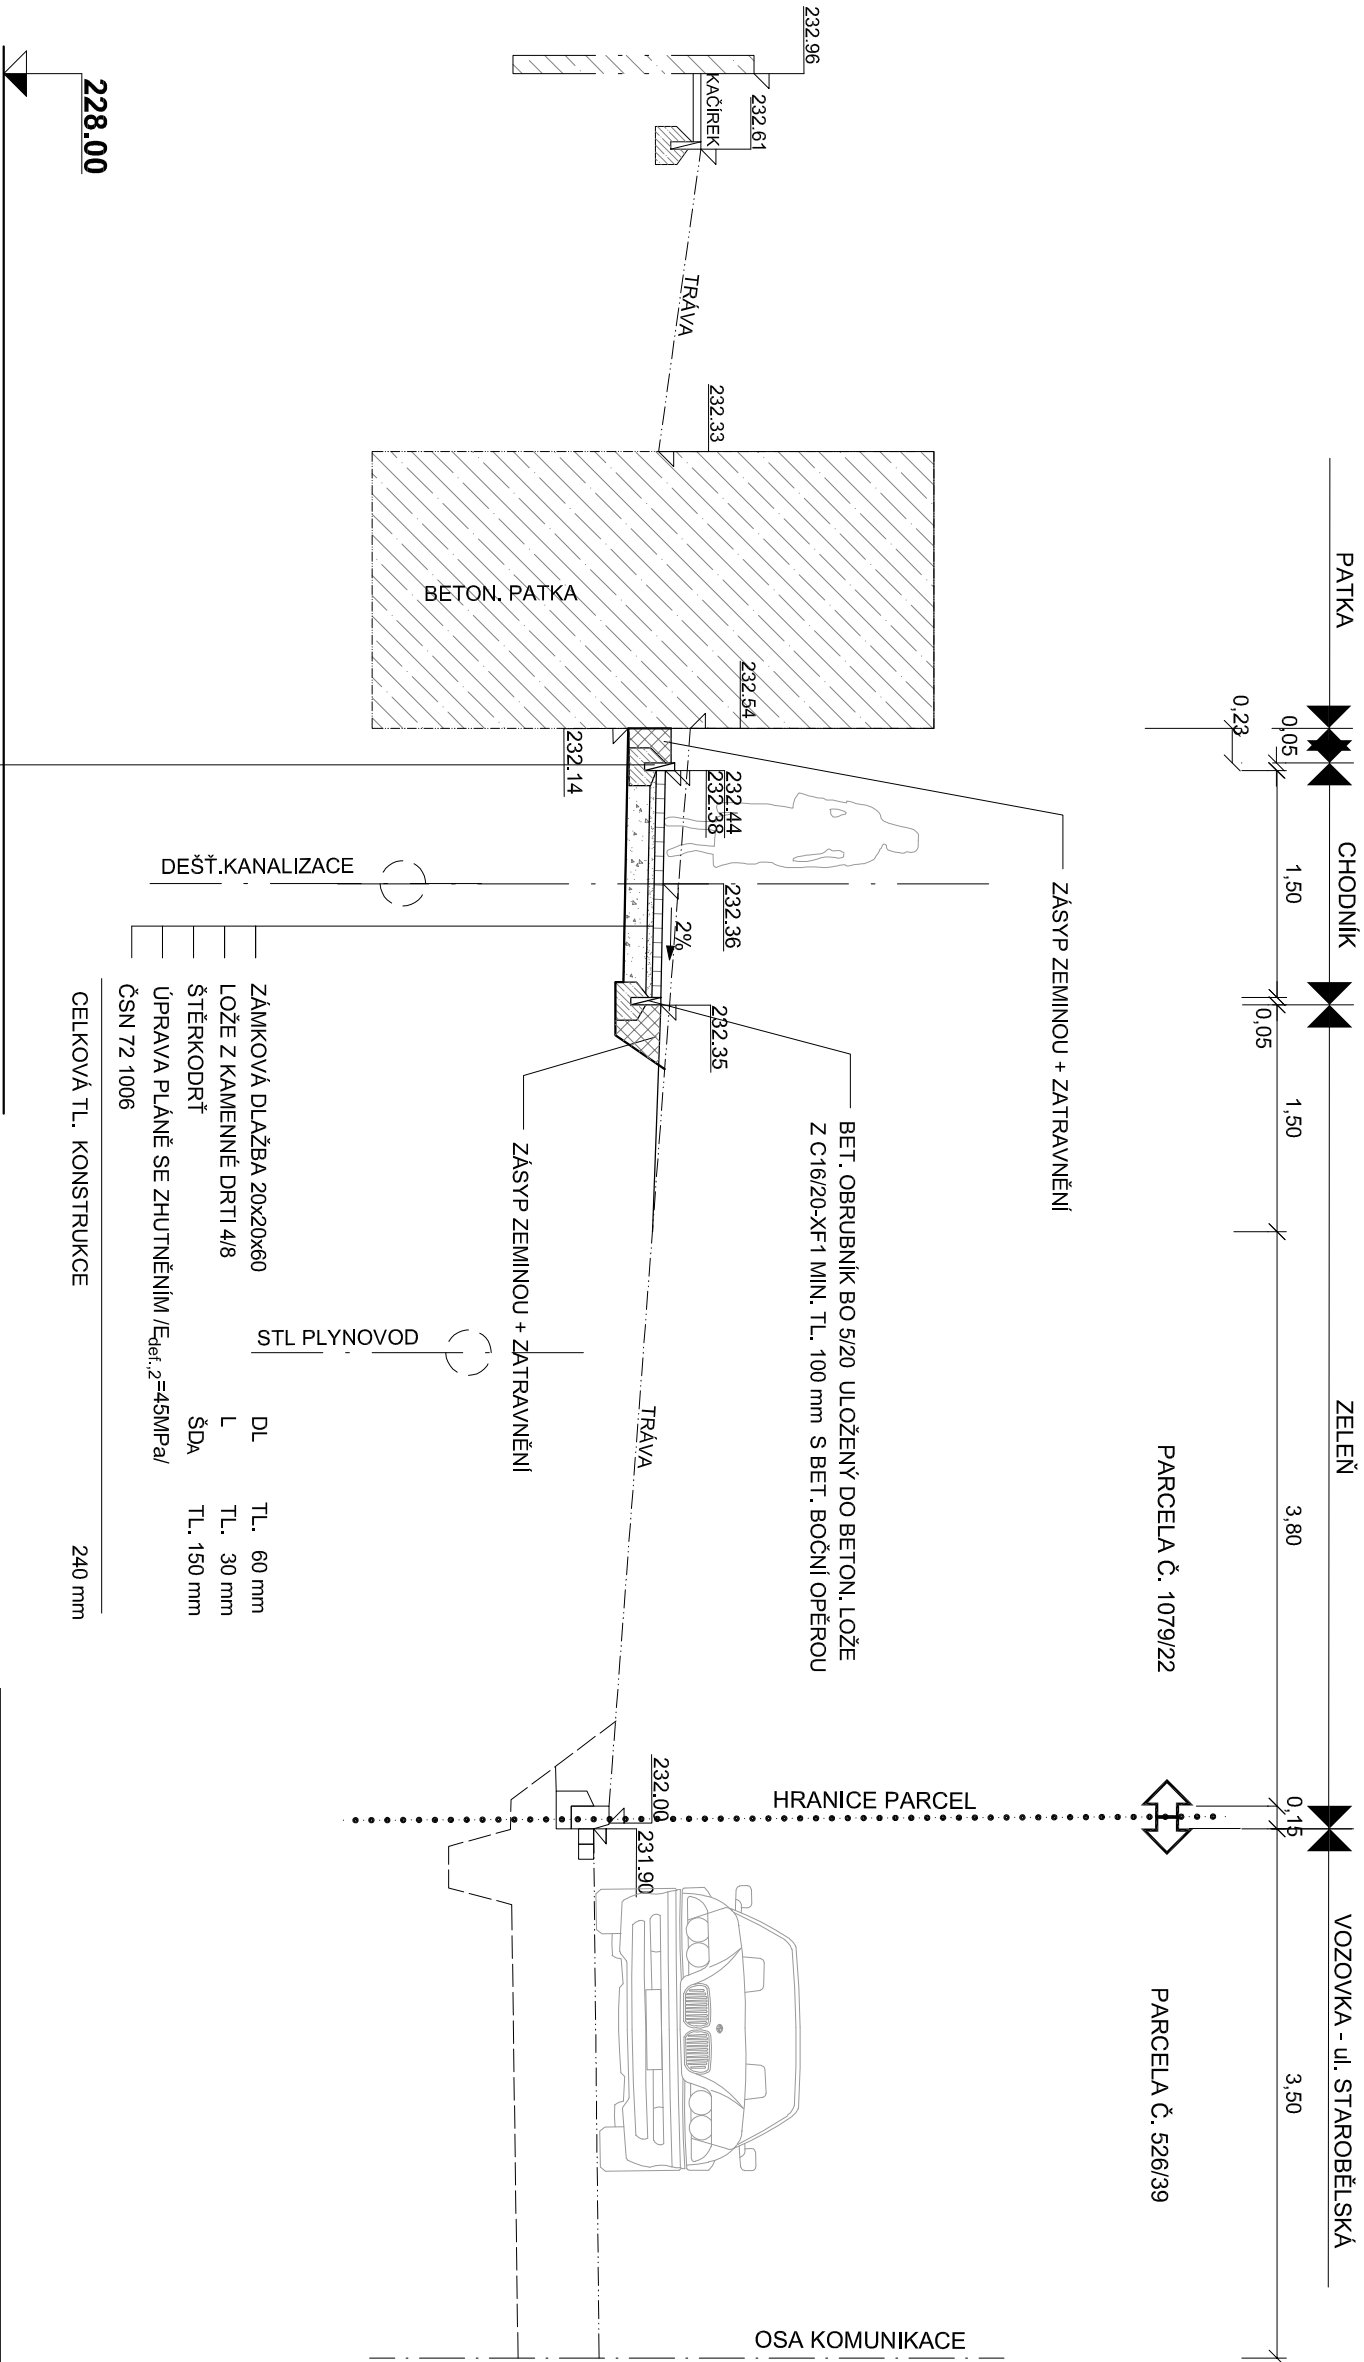 PATKA
CHODNÍK
ZELEŇ
VOZOVKA - ul. STAROBĚLSKÁ
0,23
0,05
1,50
0,05
1,50
3,80
0,15
3,50
PARCELA Č. 1079/22
PARCELA Č. 526/39
ZÁSYP ZEMINOU + ZATRAVNĚNÍ
BET. OBRUBNÍK BO 5/20 ULOŽENÝ DO BETON. LOŽE
Z C16/20-XF1 MIN. TL. 100 mm S BET. BOČNÍ OPĚROU
HRANICE PARCEL
OSA KOMUNIKACE
232.96
232.61
KAČÍREK
TRÁVA
232.33
BETON. PATKA
232.54
232.14
232.44
232.38
232.36
2%
232.35
TRÁVA
232.00
231.90
ZÁSYP ZEMINOU + ZATRAVNĚNÍ
DEŠŤ.KANALIZACE
STL PLYNOVOD
ZÁMKOVÁ DLAŽBA 20x20x60 DL TL. 60 mm
LOŽE Z KAMENNÉ DRTI 4/8 L TL. 30 mm
ŠTĚRKODRŤ ŠDA TL. 150 mm
ÚPRAVA PLÁNĚ SE ZHUTNĚNÍM /Edef.,2=45MPa/
ČSN 72 1006
CELKOVÁ TL. KONSTRUKCE 240 mm
228.00